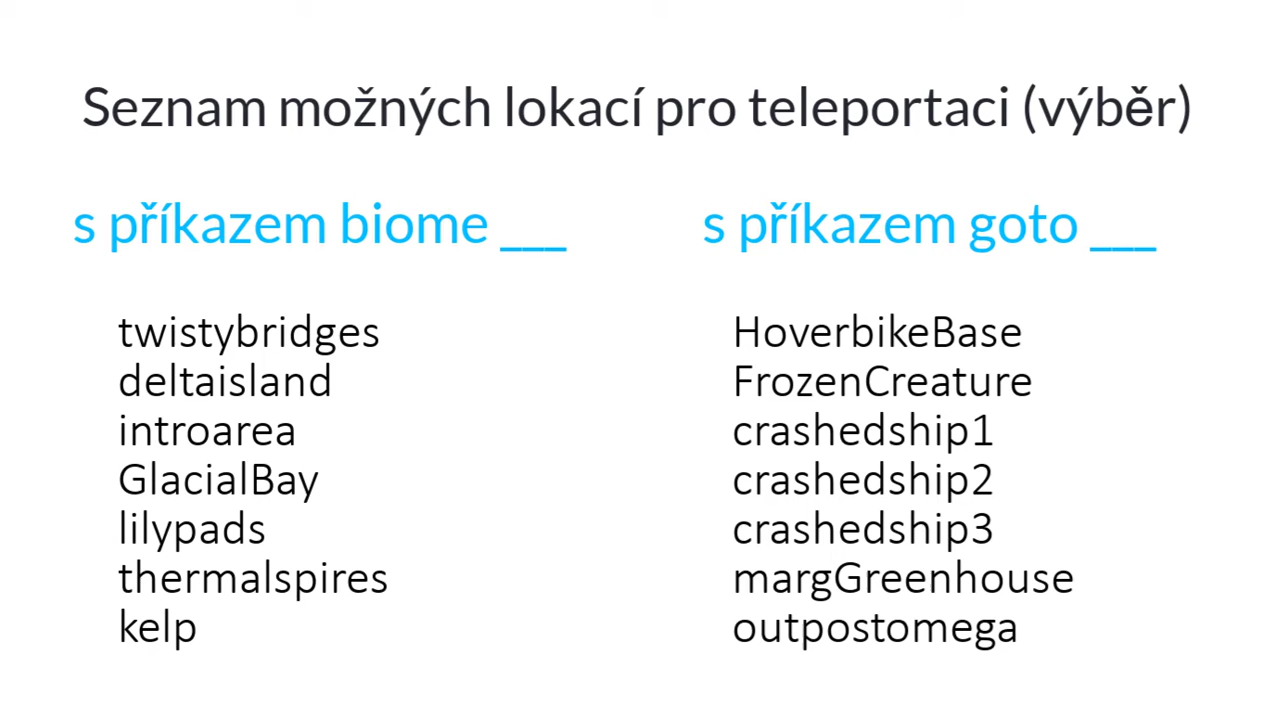 Seznam možných lokací pro teleportaci (výběr)
s příkazem biome ___
twistybridges
deltaisland
introarea
GlacialBay
lilypads
thermalspires
kelp
s příkazem goto ___
HoverbikeBase
FrozenCreature
crashedship1
crashedship2
crashedship3
margGreenhouse
outpostomega